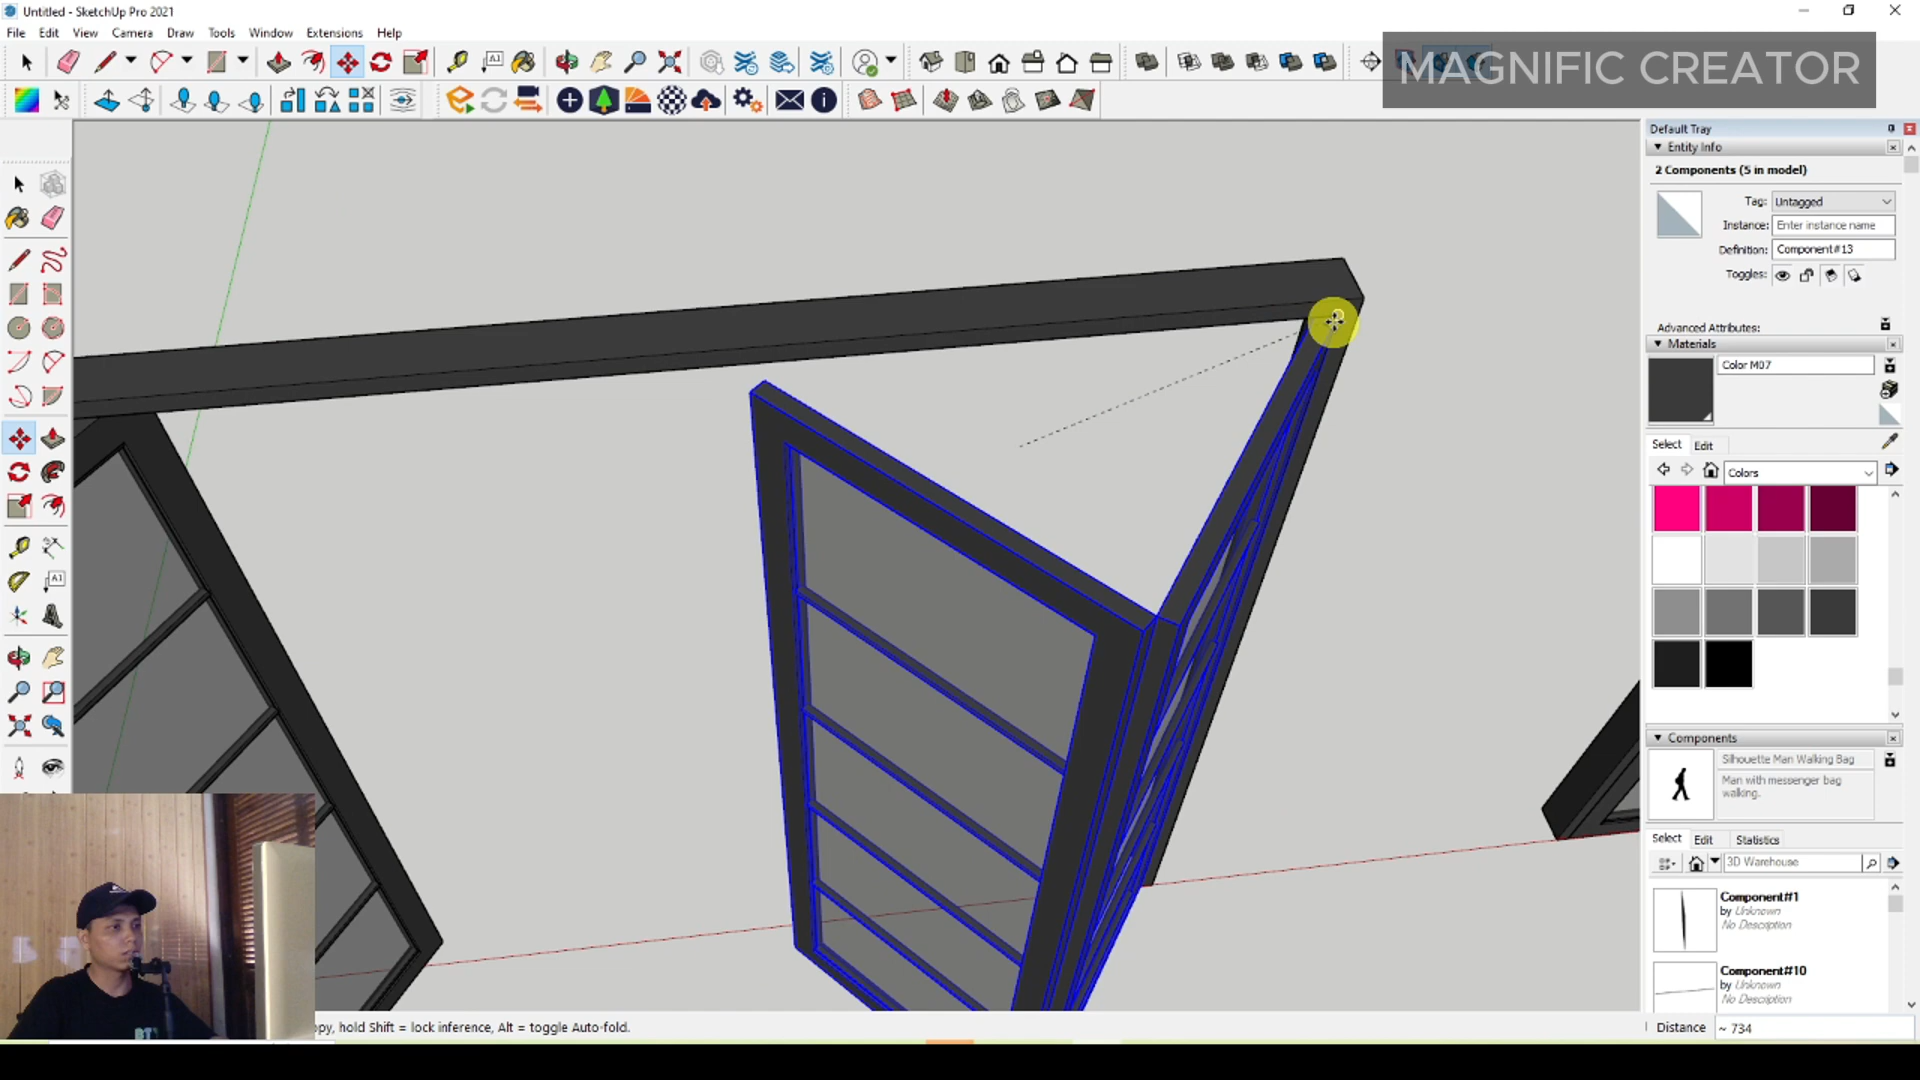 Untitled - SketchUp Pro 2021
File Edit View Camera Draw Tools Window Extensions Help
MAGNIFIC CREATOR
Default Tray
Entity Info
2 Components (5 in model)
Tag: Untagged
Instance: Enter instance name
Definition: Component#13
Toggles:
Advanced Attributes:
Materials
Color M07
Select Edit
Colors
Components
Silhouette Man Walking Bag
Man with messenger bag
walking.
Select Edit Statistics
3D Warehouse
Component#1
by Unknown
No Description
Component#10
by Unknown
No Description
opy, hold Shift = lock inference, Alt = toggle Auto-fold.
Distance ~ 734